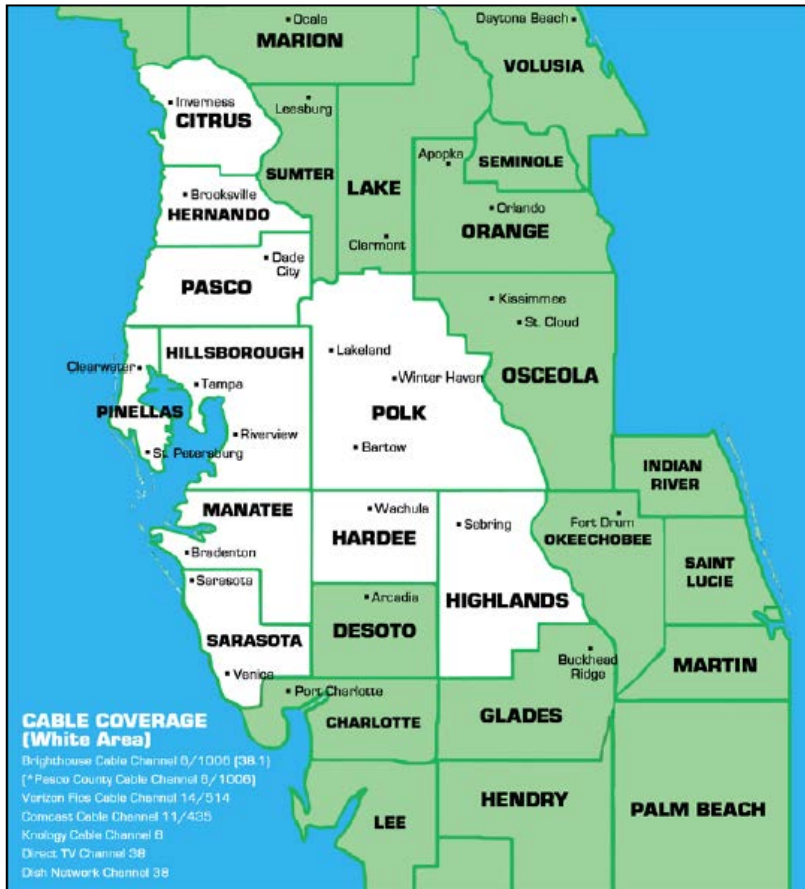 Ocala
MARION
Daytona Beach
VOLUSIA
Inverness
CITRUS
Leesburg
SUMTER
LAKE
Apopka
SEMINOLE
Brooksville
HERNANDO
Orlando
ORANGE
Clermont
Dade
City
PASCO
Kissimmee
St. Cloud
OSCEOLA
HILLSBOROUGH
Lakeland
Clearwater
Tampa
Winter Haven
PINELLAS
POLK
Riverview
Bartow
St. Petersburg
INDIAN
RIVER
MANATEE
Wachula
HARDEE
Sebring
Fort Drum
OKEECHOBEE
Bradenton
SAINT
LUCIE
Sarasota
Arcadia
DESOTO
HIGHLANDS
SARASOTA
Venice
Buckhead
Ridge
MARTIN
Port Charlotte
CHARLOTTE
GLADES
HENDRY
PALM BEACH
LEE
CABLE COVERAGE
(White Area)
Brighthouse Cable Channel 6/1006 (38.1)
(*Pasco County Cable Channel 6/1006)
Verizon Fios Cable Channel 14/514
Comcast Cable Channel 11/435
Knology Cable Channel 6
Direct TV Channel 38
Dish Network Channel 38